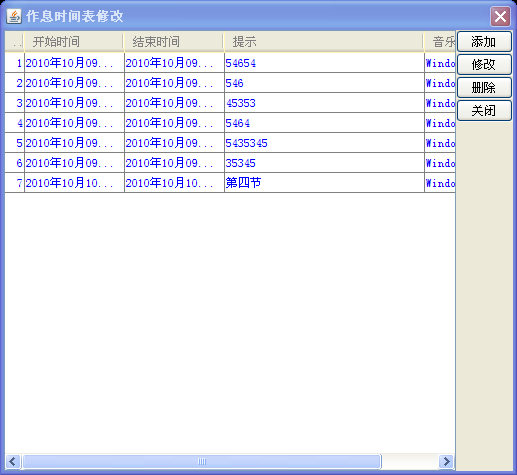 作息时间表修改
... 开始时间 结束时间 提示 音乐
1 2010年10月09... 2010年10月09... 54654 Windo
2 2010年10月09... 2010年10月09... 546 Windo
3 2010年10月09... 2010年10月09... 45353 Windo
4 2010年10月09... 2010年10月09... 5464 Windo
5 2010年10月09... 2010年10月09... 5435345 Windo
6 2010年10月09... 2010年10月09... 35345 Windo
7 2010年10月10... 2010年10月10... 第四节 Windo
添加
修改
删除
关闭